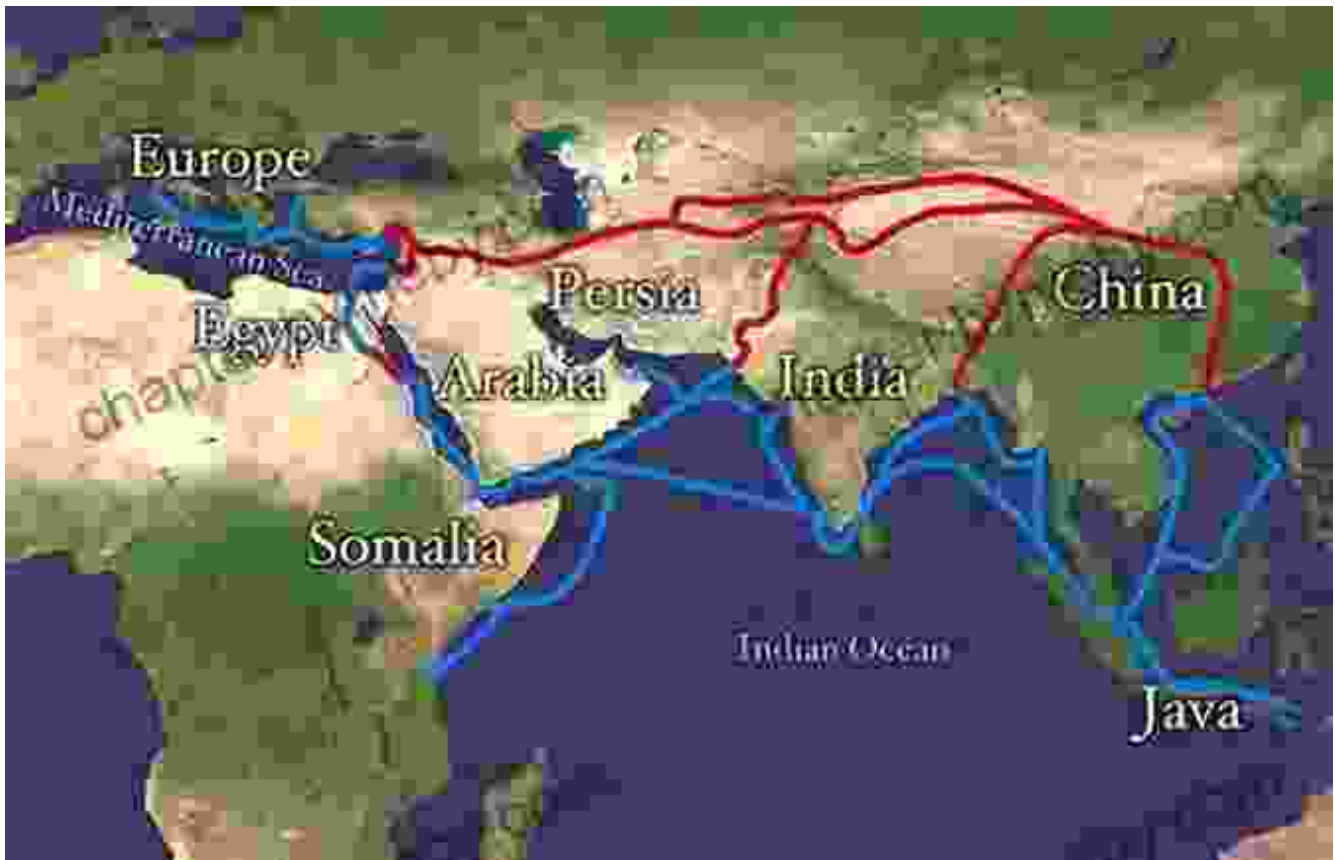 Europe
Mediterranean Sea
Persia
China
Egypt
Arabia
India
Somalia
Indian Ocean
Java